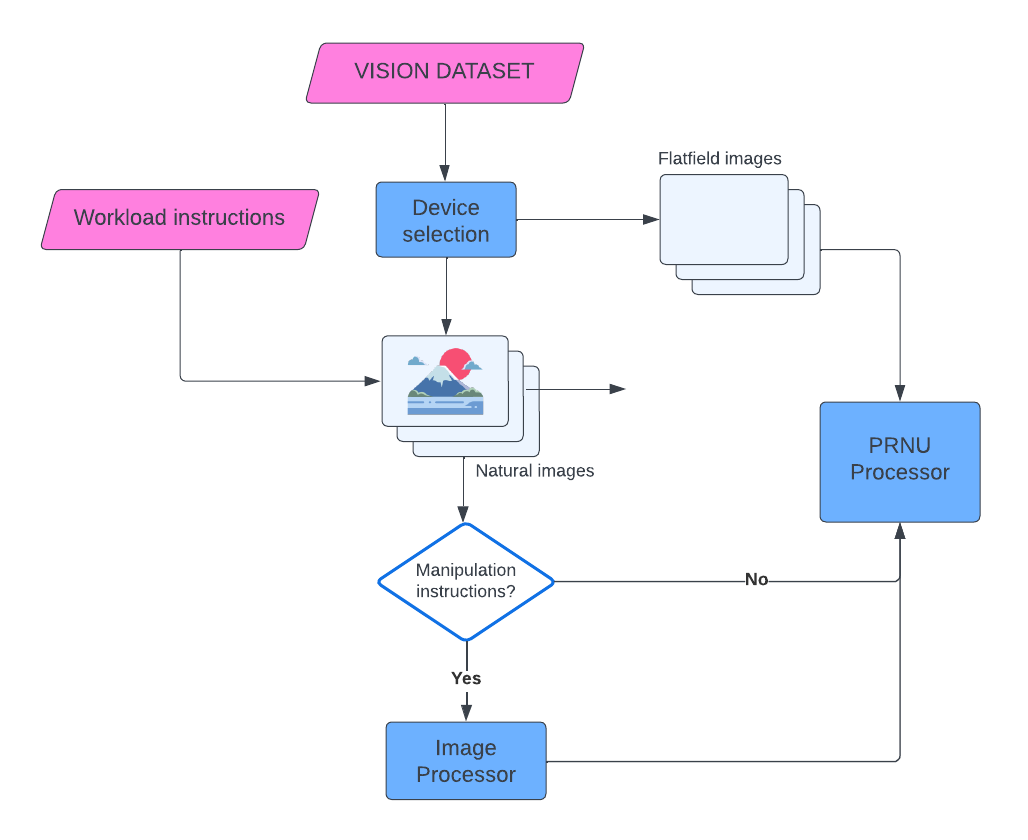 VISION DATASET
Flatfield images
Device
selection
Workload instructions
Natural images
PRNU
Processor
Manipulation
instructions?
No
Yes
Image
Processor